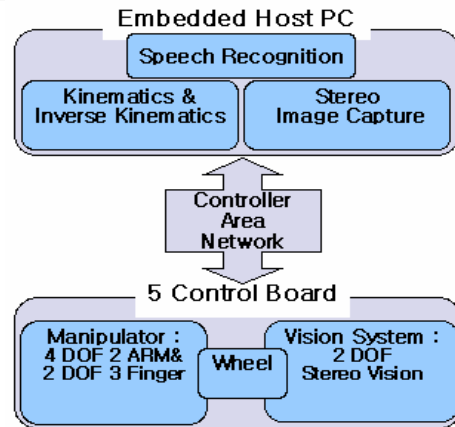 Embedded Host PC
Speech Recognition
Kinematics &
Inverse Kinematics
Stereo
Image Capture
Controller
Area
Network
5 Control Board
Manipulator :
4 DOF 2 ARM&
2 DOF 3 Finger
Wheel
Vision System :
2 DOF
Stereo Vision